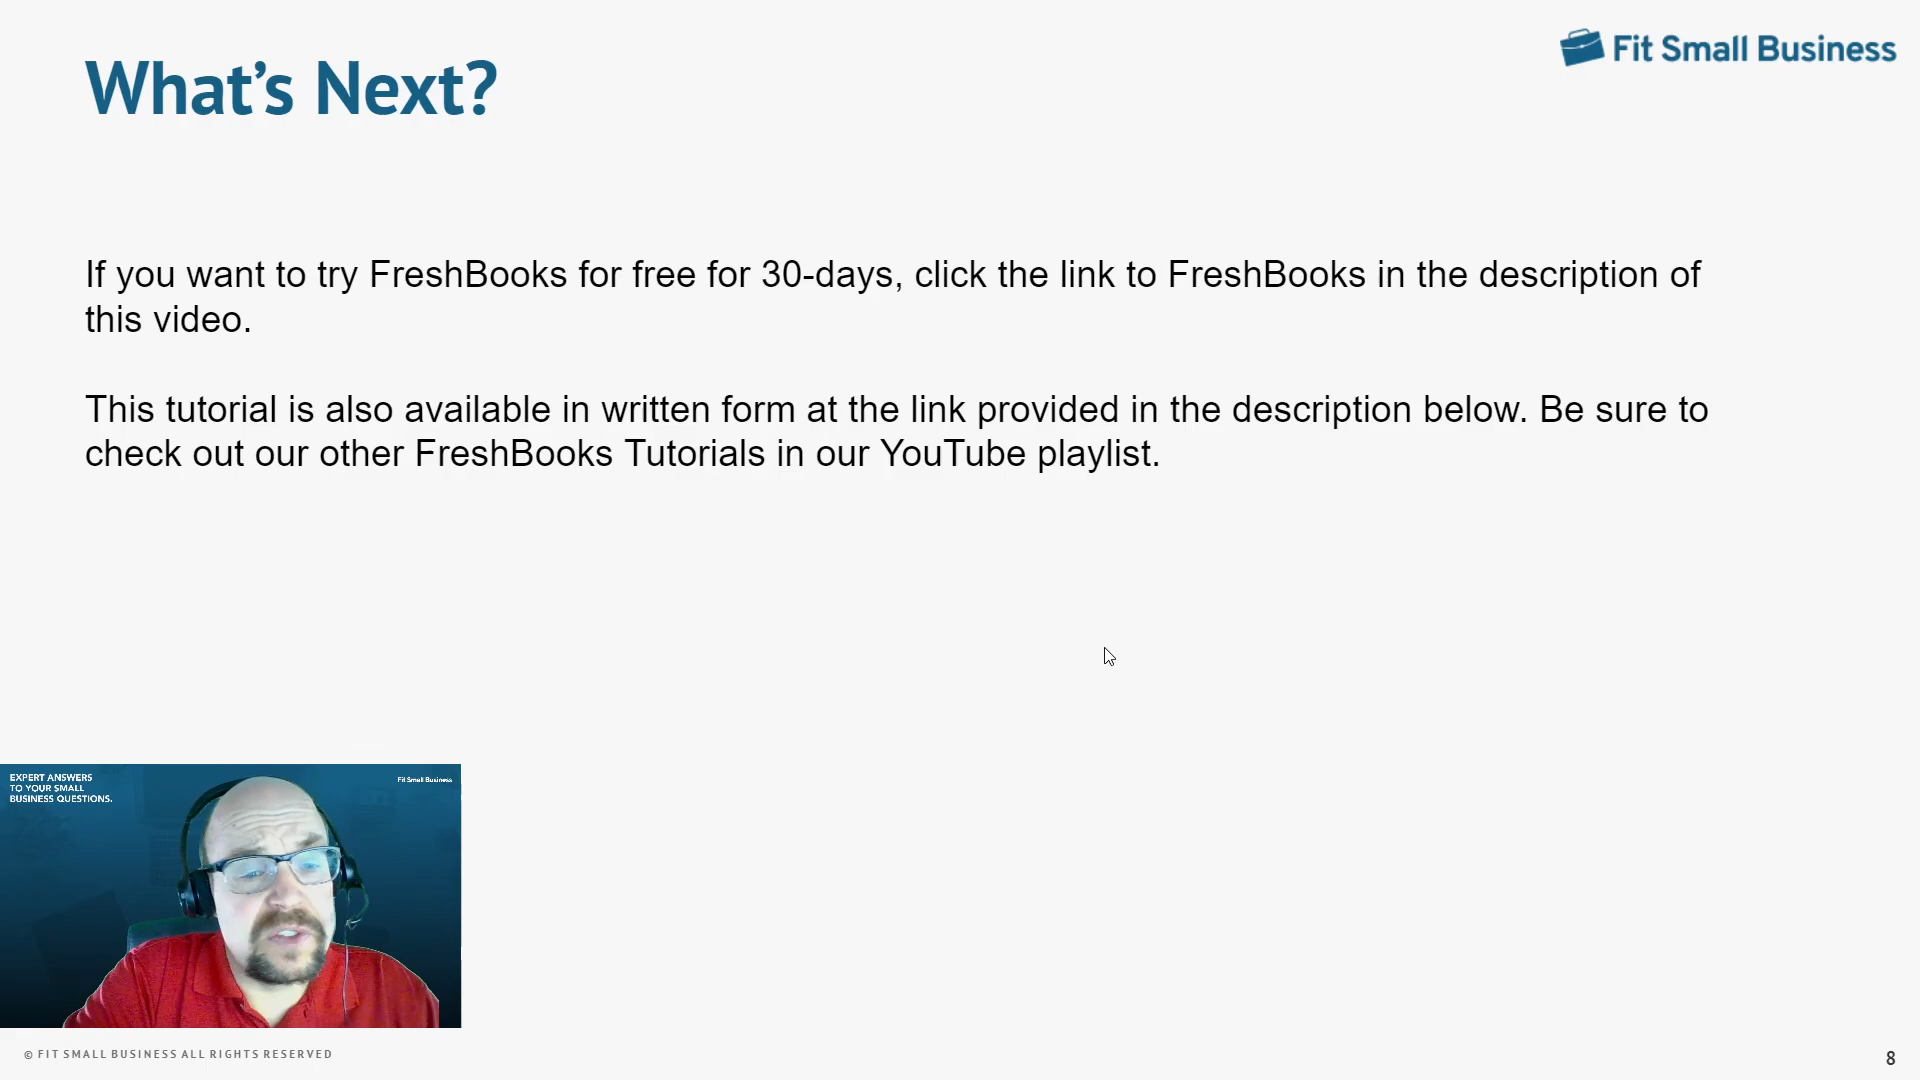 What's Next?
Fit Small Business
If you want to try FreshBooks for free for 30-days, click the link to FreshBooks in the description of
this video.
This tutorial is also available in written form at the link provided in the description below. Be sure to
check out our other FreshBooks Tutorials in our YouTube playlist.
EXPERT ANSWERS
TO YOUR SMALL
BUSINESS QUESTIONS.
Fit Small Business
© FIT SMALL BUSINESS ALL RIGHTS RESERVED
8